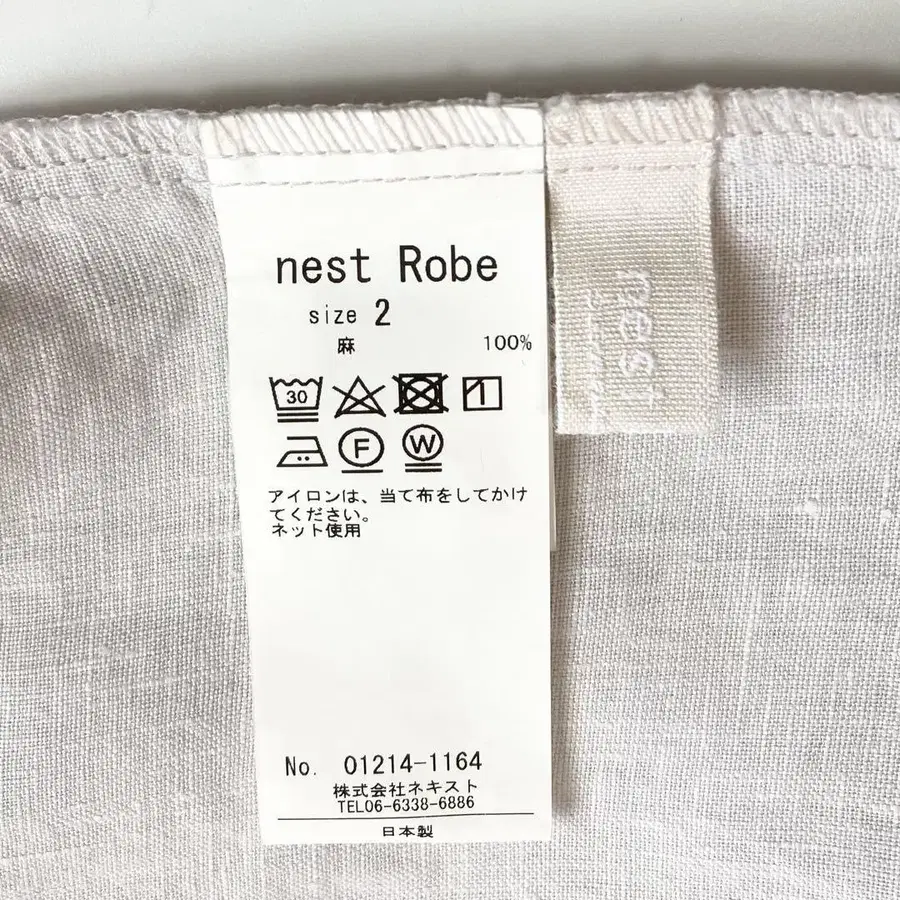 nest Robe
size 2
麻 100%
30
F W
アイロンは、当て布をしてかけ
てください。
ネット使用
No. 01214-1164
株式会社ネキスト
TEL06-6338-6886
日本製
nest